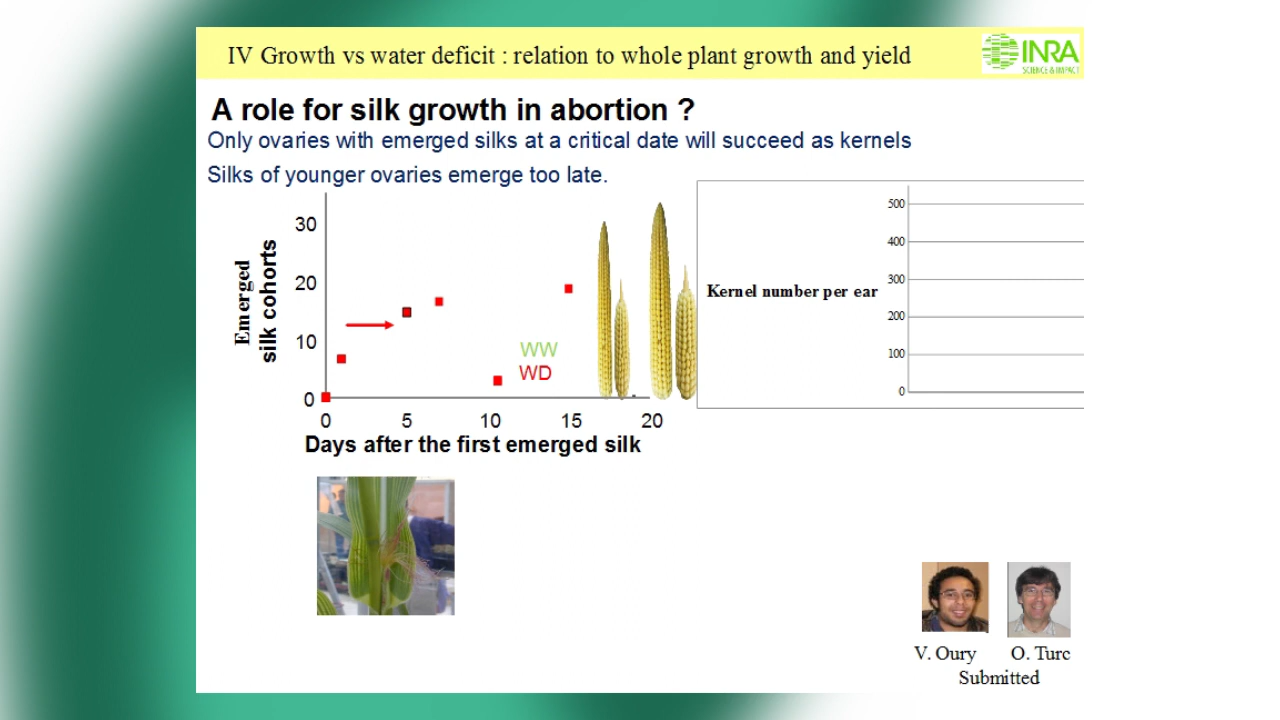 IV Growth vs water deficit : relation to whole plant growth and yield
INRA
SCIENCE & IMPACT
A role for silk growth in abortion ?
Only ovaries with emerged silks at a critical date will succeed as kernels
Silks of younger ovaries emerge too late.
Emerged
silk cohorts
30
20
10
0
WW
WD
0 5 10 15 20
Days after the first emerged silk
Kernel number per ear
500
400
300
200
100
0
V. Oury O. Turc
Submitted